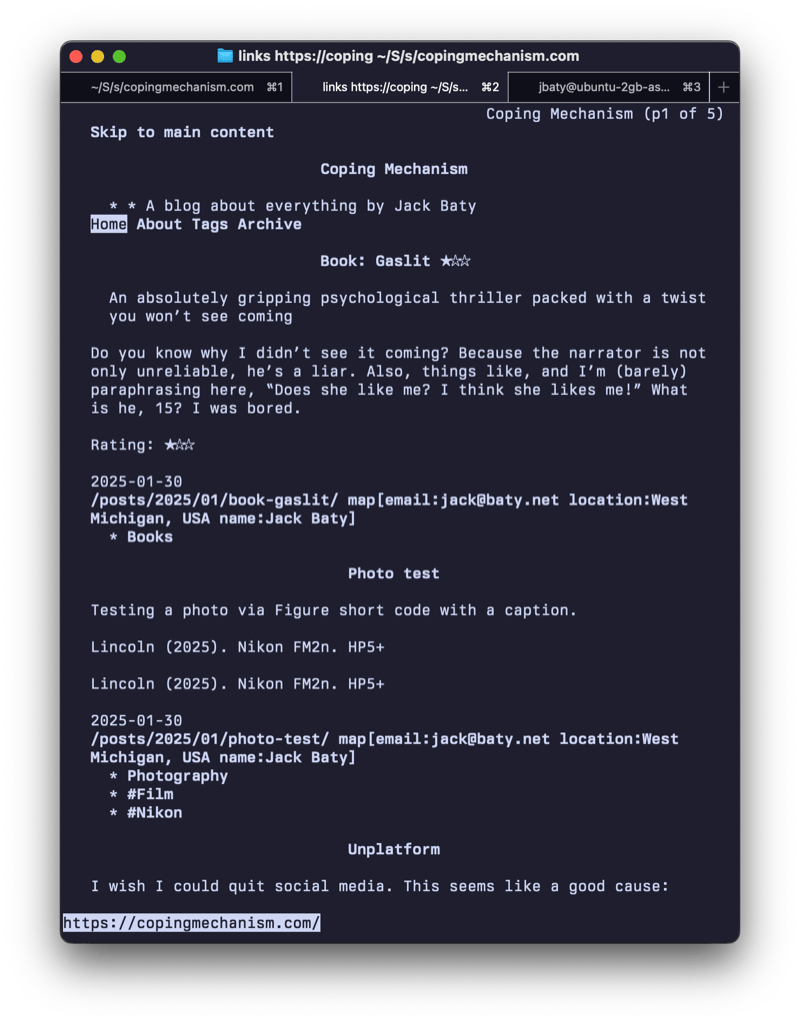 links https://coping ~/S/s/copingmechanism.com
~/S/s/copingmechanism.com ⌘1 links https://coping ~/S/s... ⌘2 jbaty@ubuntu-2gb-as... ⌘3 +
Coping Mechanism (p1 of 5)
Skip to main content
Coping Mechanism
* * A blog about everything by Jack Baty
Home About Tags Archive
Book: Gaslit ★☆☆
An absolutely gripping psychological thriller packed with a twist
you won’t see coming
Do you know why I didn’t see it coming? Because the narrator is not
only unreliable, he’s a liar. Also, things like, and I’m (barely)
paraphrasing here, “Does she like me? I think she likes me!” What
is he, 15? I was bored.
Rating: ★☆☆
2025-01-30
/posts/2025/01/book-gaslit/ map[email:jack@baty.net location:West
Michigan, USA name:Jack Baty]
* Books
Photo test
Testing a photo via Figure short code with a caption.
Lincoln (2025). Nikon FM2n. HP5+
Lincoln (2025). Nikon FM2n. HP5+
2025-01-30
/posts/2025/01/photo-test/ map[email:jack@baty.net location:West
Michigan, USA name:Jack Baty]
* Photography
* #Film
* #Nikon
Unplatform
I wish I could quit social media. This seems like a good cause:
https://copingmechanism.com/